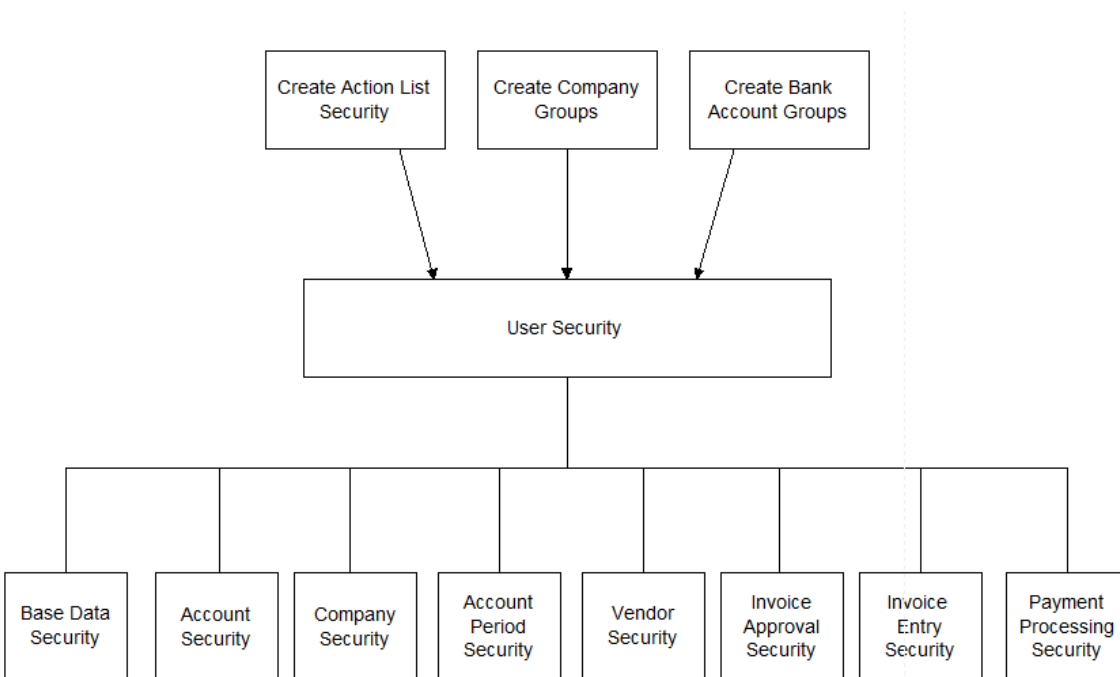 Create Action List
Security
Create Company
Groups
Create Bank
Account Groups
User Security
Base Data
Security
Account
Security
Company
Security
Account
Period
Security
Vendor
Security
Invoice
Approval
Security
Invoice
Entry
Security
Payment
Processing
Security